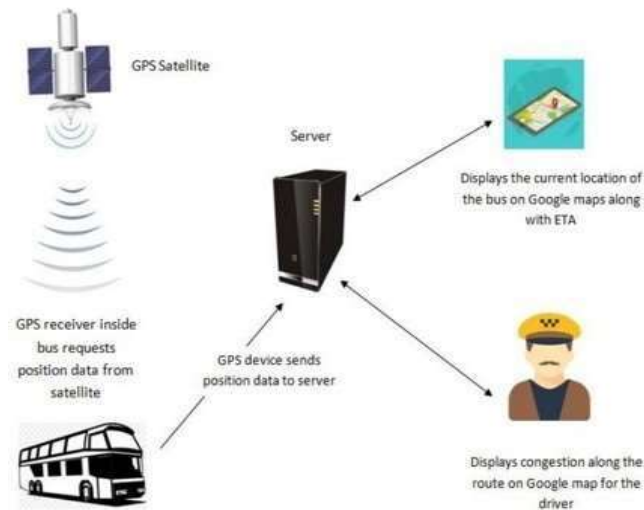 GPS Satellite
Server
Displays the current location of
the bus on Google maps along
with ETA
GPS receiver inside
bus requests
position data from
satellite
GPS device sends
position data to server
Displays congestion along the
route on Google map for the
driver